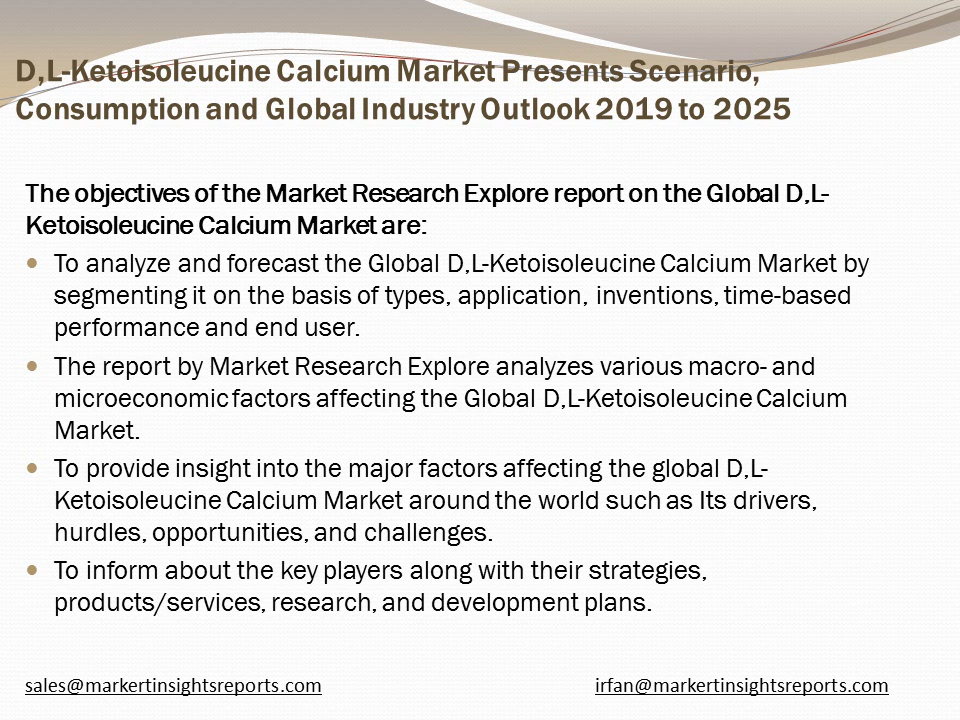 D,L-Ketoisoleucine Calcium Market Presents Scenario,
Consumption and Global Industry Outlook 2019 to 2025
The objectives of the Market Research Explore report on the Global D,L-
Ketoisoleucine Calcium Market are:
• To analyze and forecast the Global D,L-Ketoisoleucine Calcium Market by
segmenting it on the basis of types, application, inventions, time-based
performance and end user.
• The report by Market Research Explore analyzes various macro- and
microeconomic factors affecting the Global D,L-Ketoisoleucine Calcium
Market.
• To provide insight into the major factors affecting the global D,L-
Ketoisoleucine Calcium Market around the world such as Its drivers,
hurdles, opportunities, and challenges.
• To inform about the key players along with their strategies,
products/services, research, and development plans.
sales@markertinsightsreports.com irfan@markertinsightsreports.com